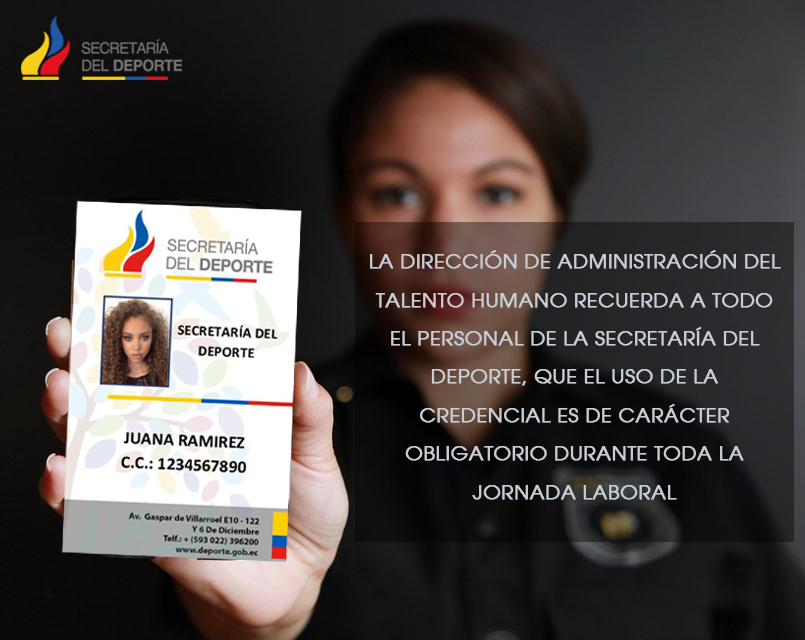 SECRETARÍA
DEL DEPORTE
SECRETARÍA
DEL DEPORTE
SECRETARÍA DEL
DEPORTE
JUANA RAMIREZ
C.C.: 1234567890
Av. Gaspar de Villarroel E10 - 122
Y 6 De Diciembre
Telf.: + (593 022) 396200
www.deporte.gob.ec
LA DIRECCIÓN DE ADMINISTRACIÓN DEL
TALENTO HUMANO RECUERDA A TODO
EL PERSONAL DE LA SECRETARÍA DEL
DEPORTE, QUE EL USO DE LA
CREDENCIAL ES DE CARÁCTER
OBLIGATORIO DURANTE TODA LA
JORNADA LABORAL